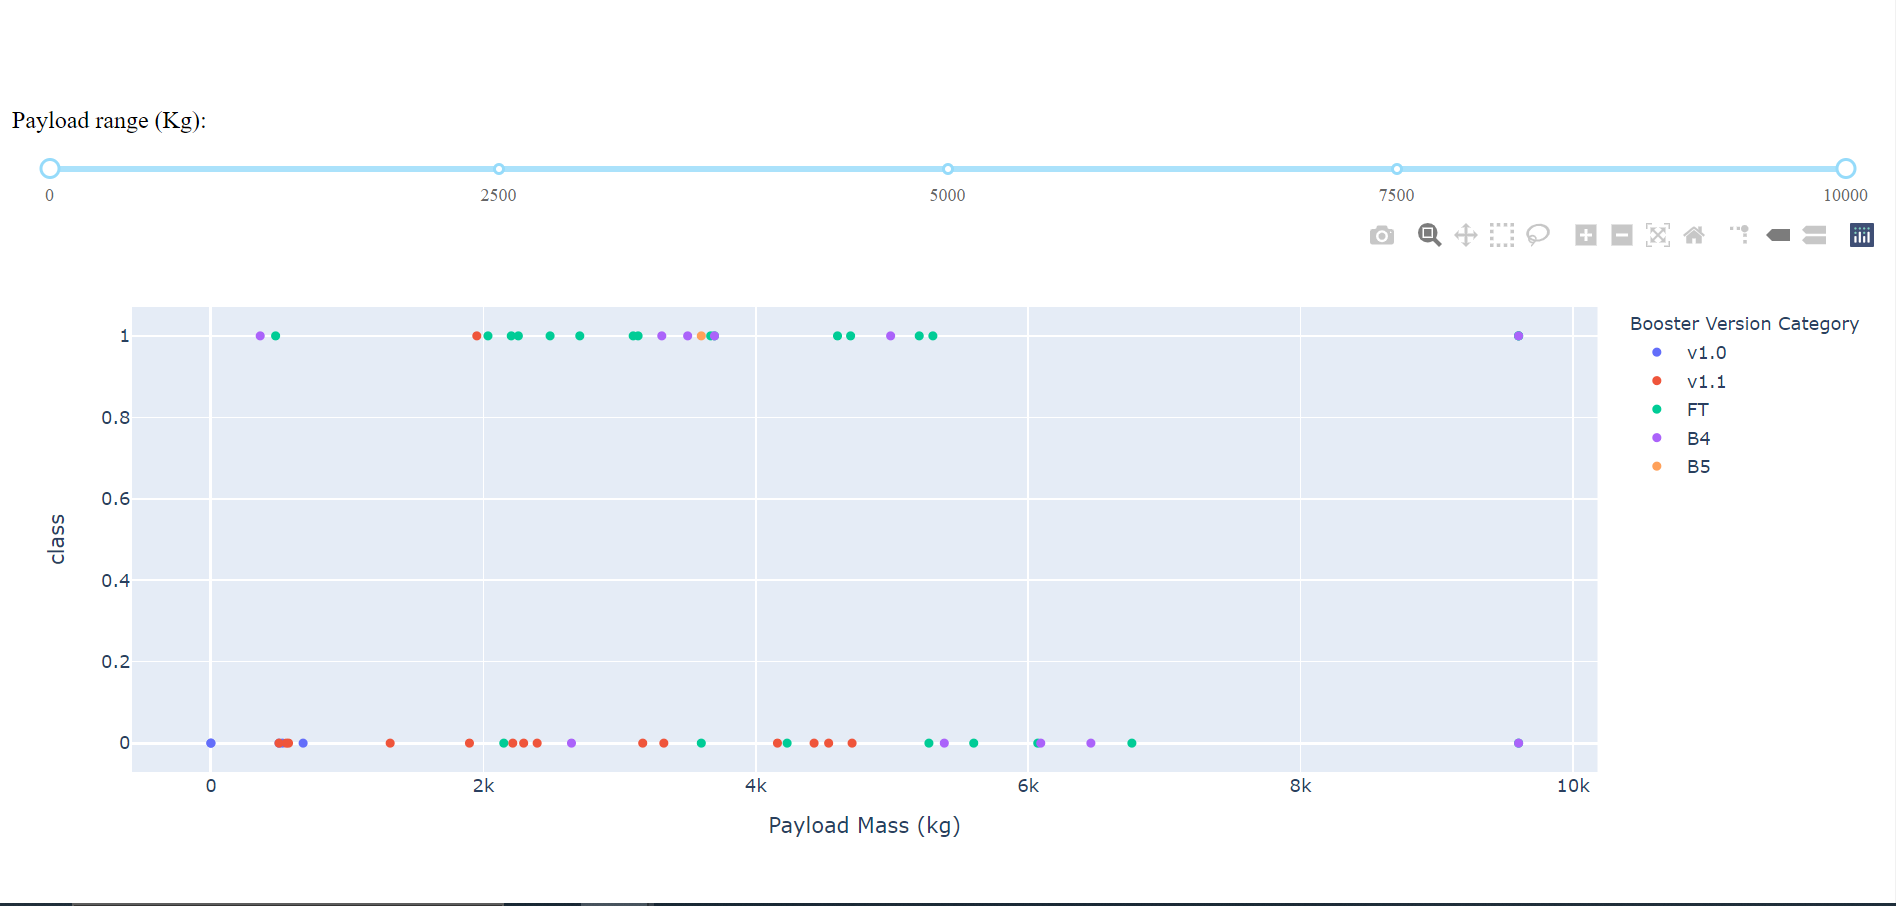 Payload range (Kg):
0 2500 5000 7500 10000
Booster Version Category
v1.0
v1.1
FT
B4
B5
1
0.8
0.6
0.4
0.2
0
class
0 2k 4k 6k 8k 10k
Payload Mass (kg)